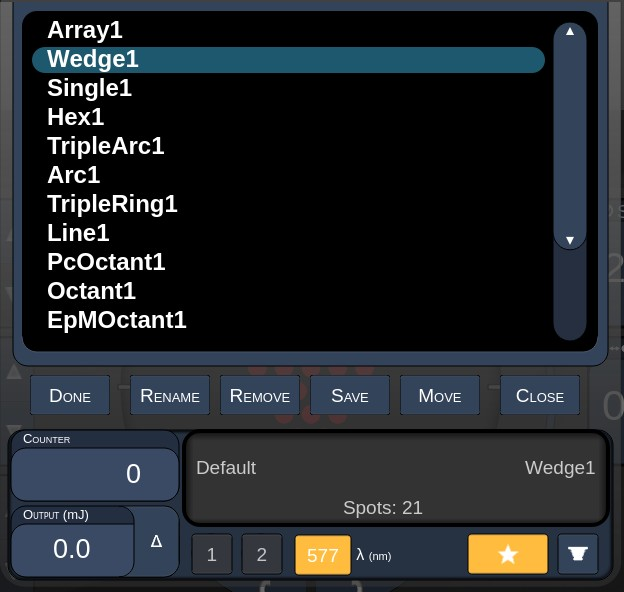 Array1
Wedge1
Single1
Hex1
TripleArc1
Arc1
TripleRing1
Line1
PcOctant1
Octant1
EpMOctant1
Done Rename Remove Save Move Close
Counter
0
Default Wedge1
Spots: 21
Output (mJ)
0.0 Δ
1 2 577 λ (nm)